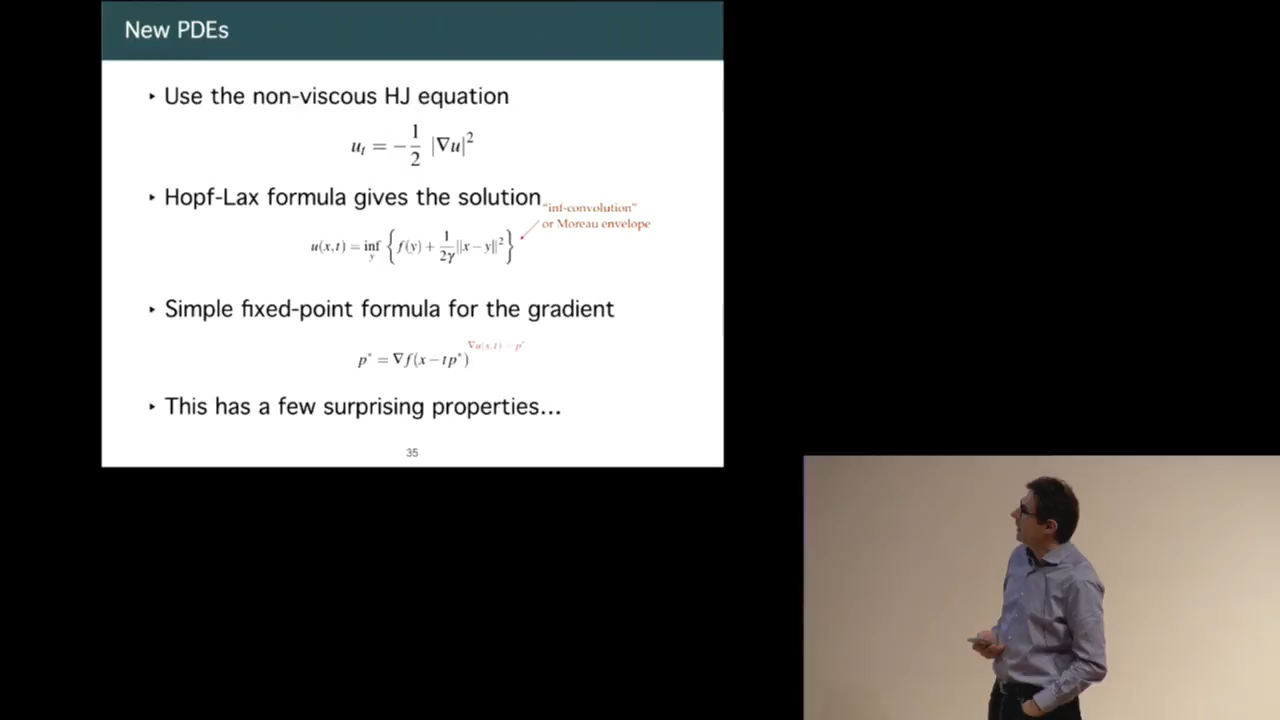 New PDEs
‣ Use the non-viscous HJ equation
u_t = −1/2 |∇u|²
‣ Hopf-Lax formula gives the solution
"inf-convolution"
or Moreau envelope
u(x,t) = inf_y { f(y) + 1/2γ ||x − y||² }
‣ Simple fixed-point formula for the gradient
∇u(x,t) = p*
p* = ∇f(x − tp*)
‣ This has a few surprising properties…
35